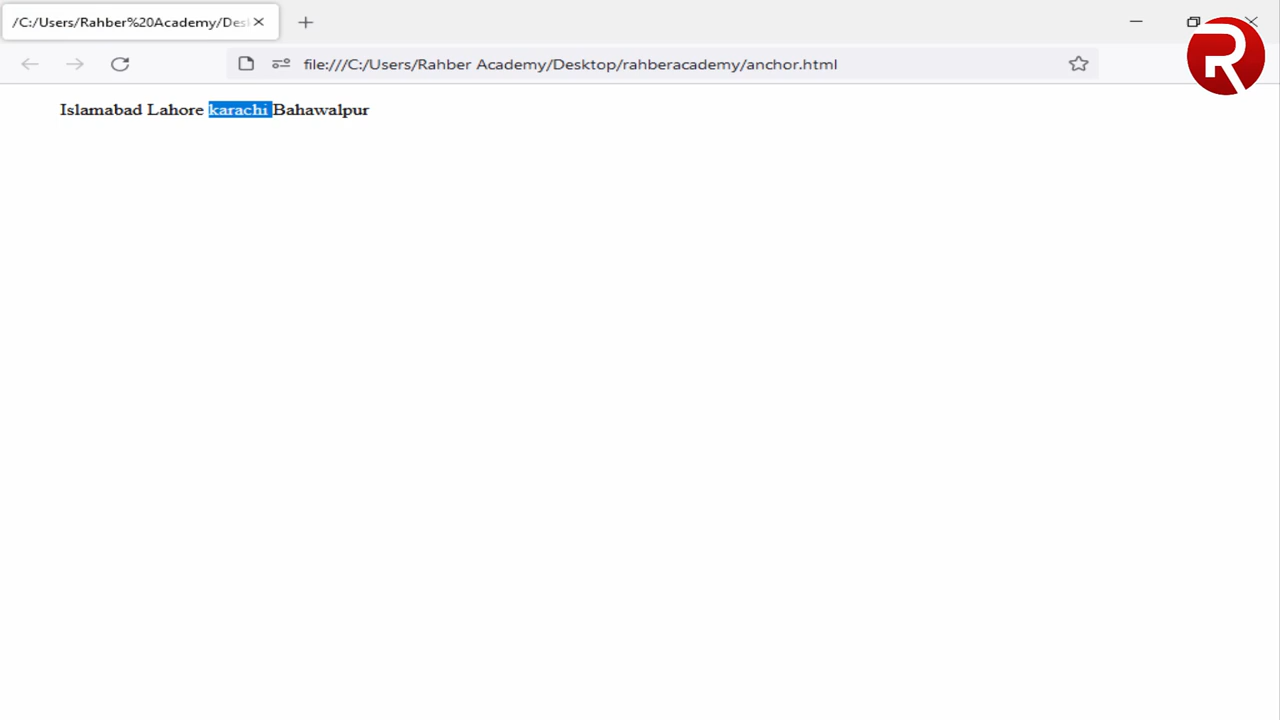 /C:/Users/Rahber%20Academy/Des
file:///C:/Users/Rahber Academy/Desktop/rahberacademy/anchor.html
R
Islamabad Lahore karachi Bahawalpur